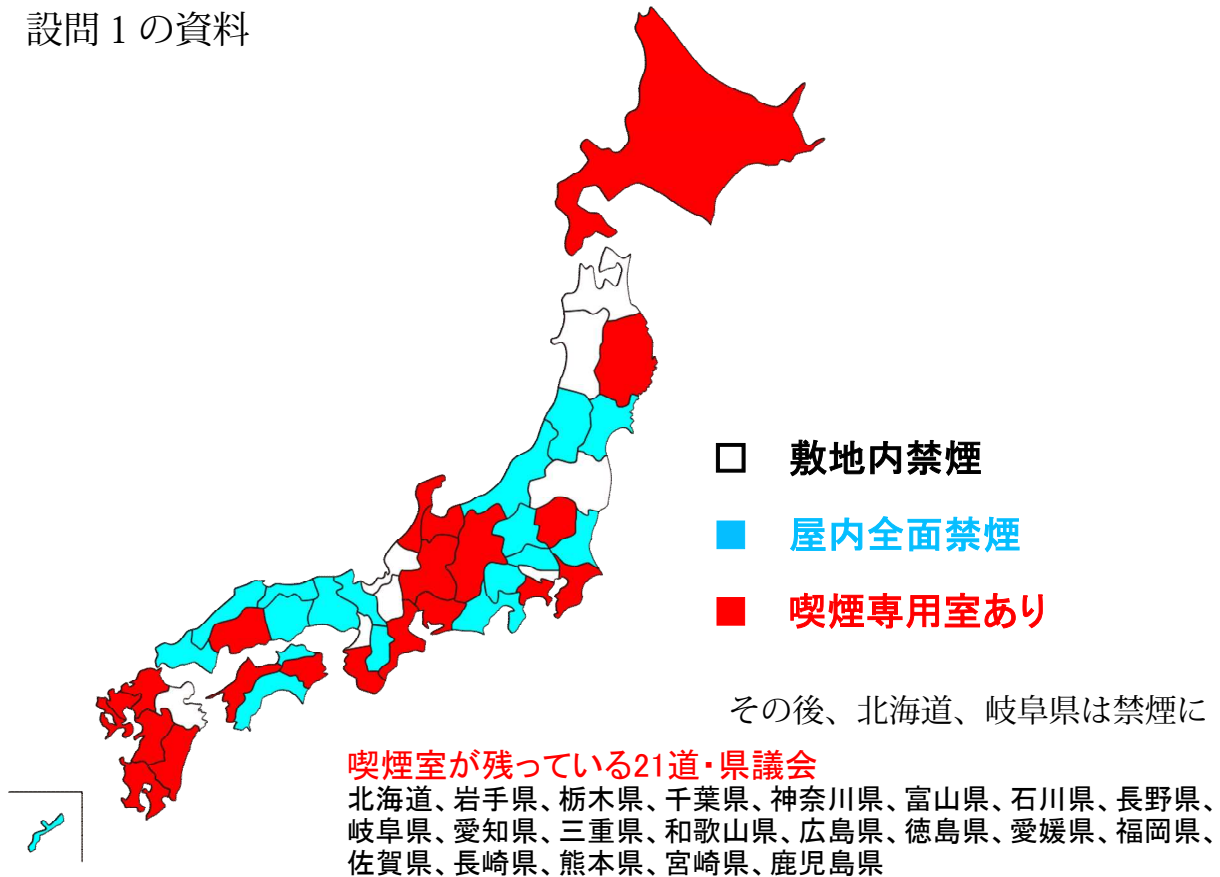 設問１の資料
□ 敷地内禁煙
■ 屋内全面禁煙
■ 喫煙専用室あり
その後、北海道、岐阜県は禁煙に
喫煙室が残っている21道・県議会
北海道、岩手県、栃木県、千葉県、神奈川県、富山県、石川県、長野県、
岐阜県、愛知県、三重県、和歌山県、広島県、徳島県、愛媛県、福岡県、
佐賀県、長崎県、熊本県、宮崎県、鹿児島県